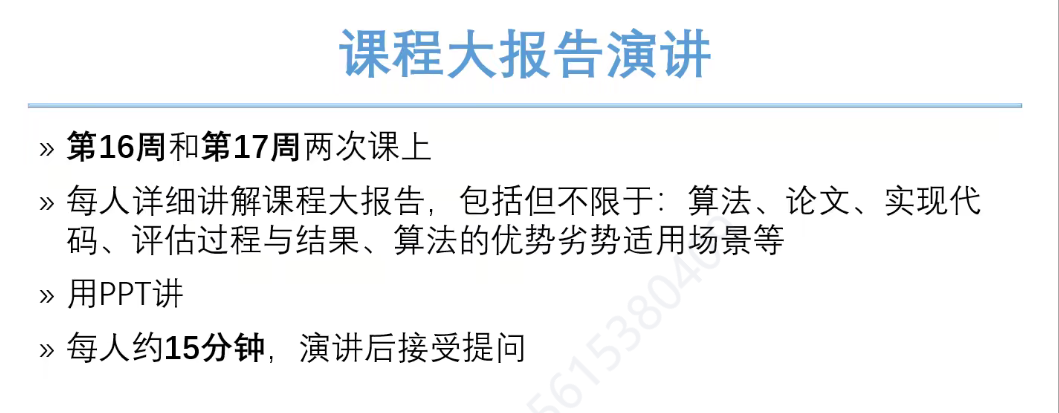 课程大报告演讲
» 第16周和第17周两次课上
» 每人详细讲解课程大报告，包括但不限于：算法、论文、实现代
码、评估过程与结果、算法的优势劣势适用场景等
» 用PPT讲
» 每人约15分钟，演讲后接受提问